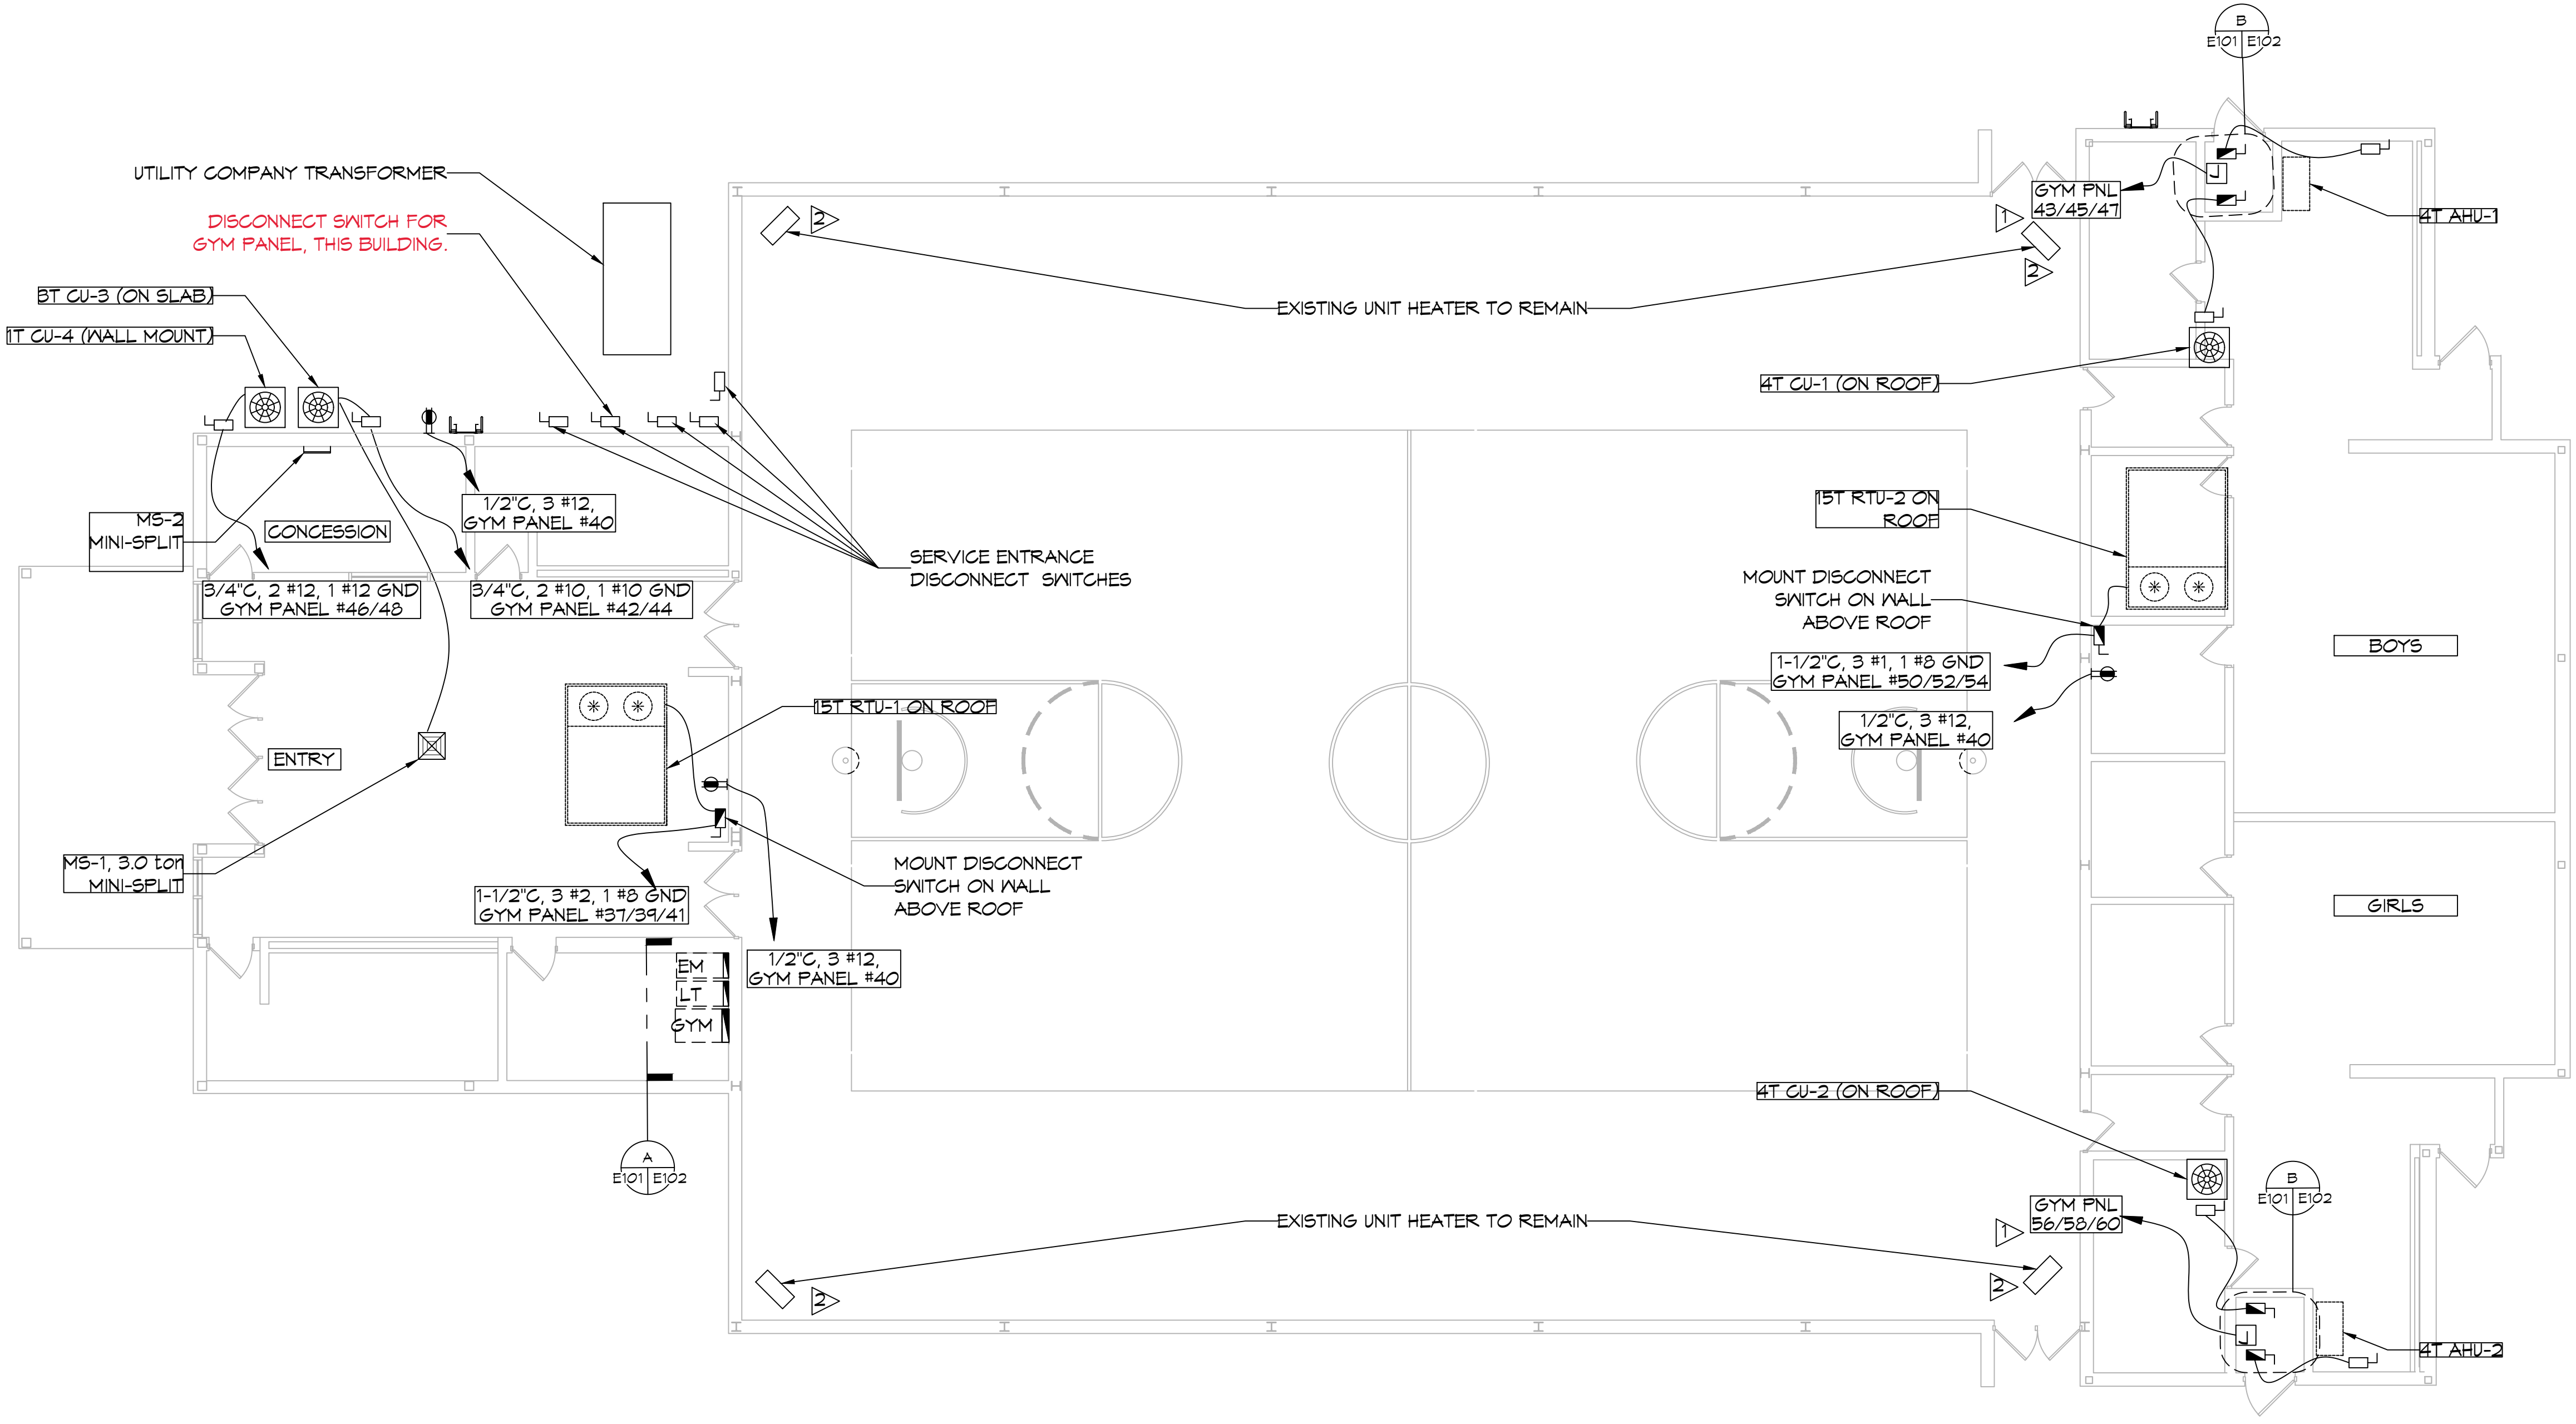 B
E101 E102
UTILITY COMPANY TRANSFORMER
DISCONNECT SWITCH FOR
GYM PANEL, THIS BUILDING.
3T CU-3 (ON SLAB)
1T CU-4 (WALL MOUNT)
2
1
GYM PNL
43/45/47
J
4T AHU-1
2
EXISTING UNIT HEATER TO REMAIN
4T CU-1 (ON ROOF)
MS-2
MINI-SPLIT
CONCESSION
1/2"C, 3 #12,
GYM PANEL #40
3/4"C, 2 #12, 1 #12 GND
GYM PANEL #46/48
3/4"C, 2 #10, 1 #10 GND
GYM PANEL #42/44
SERVICE ENTRANCE
DISCONNECT SWITCHES
15T RTU-2 ON
ROOF
MOUNT DISCONNECT
SWITCH ON WALL
ABOVE ROOF
1-1/2"C, 3 #1, 1 #8 GND
GYM PANEL #50/52/54
1/2"C, 3 #12,
GYM PANEL #40
BOYS
ENTRY
15T RTU-1 ON ROOF
MS-1, 3.0 ton
MINI-SPLIT
1-1/2"C, 3 #2, 1 #8 GND
GYM PANEL #37/39/41
MOUNT DISCONNECT
SWITCH ON WALL
ABOVE ROOF
1/2"C, 3 #12,
GYM PANEL #40
EM
LT
GYM
GIRLS
A
E101 E102
4T CU-2 (ON ROOF)
EXISTING UNIT HEATER TO REMAIN
2
1
2
GYM PNL
56/58/60
B
E101 E102
J
4T AHU-2